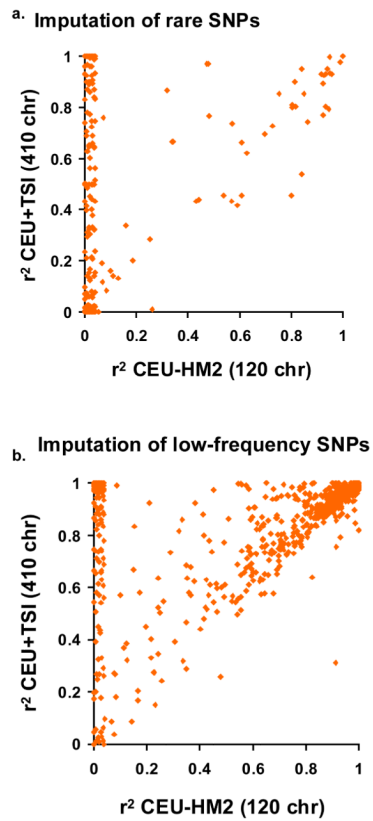 a. Imputation of rare SNPs
1
0.8
0.6
0.4
0.2
0
r² CEU+TSI (410 chr)
0 0.2 0.4 0.6 0.8 1
r² CEU-HM2 (120 chr)
b. Imputation of low-frequency SNPs
1
0.8
0.6
0.4
0.2
0
r² CEU+TSI (410 chr)
0 0.2 0.4 0.6 0.8 1
r² CEU-HM2 (120 chr)